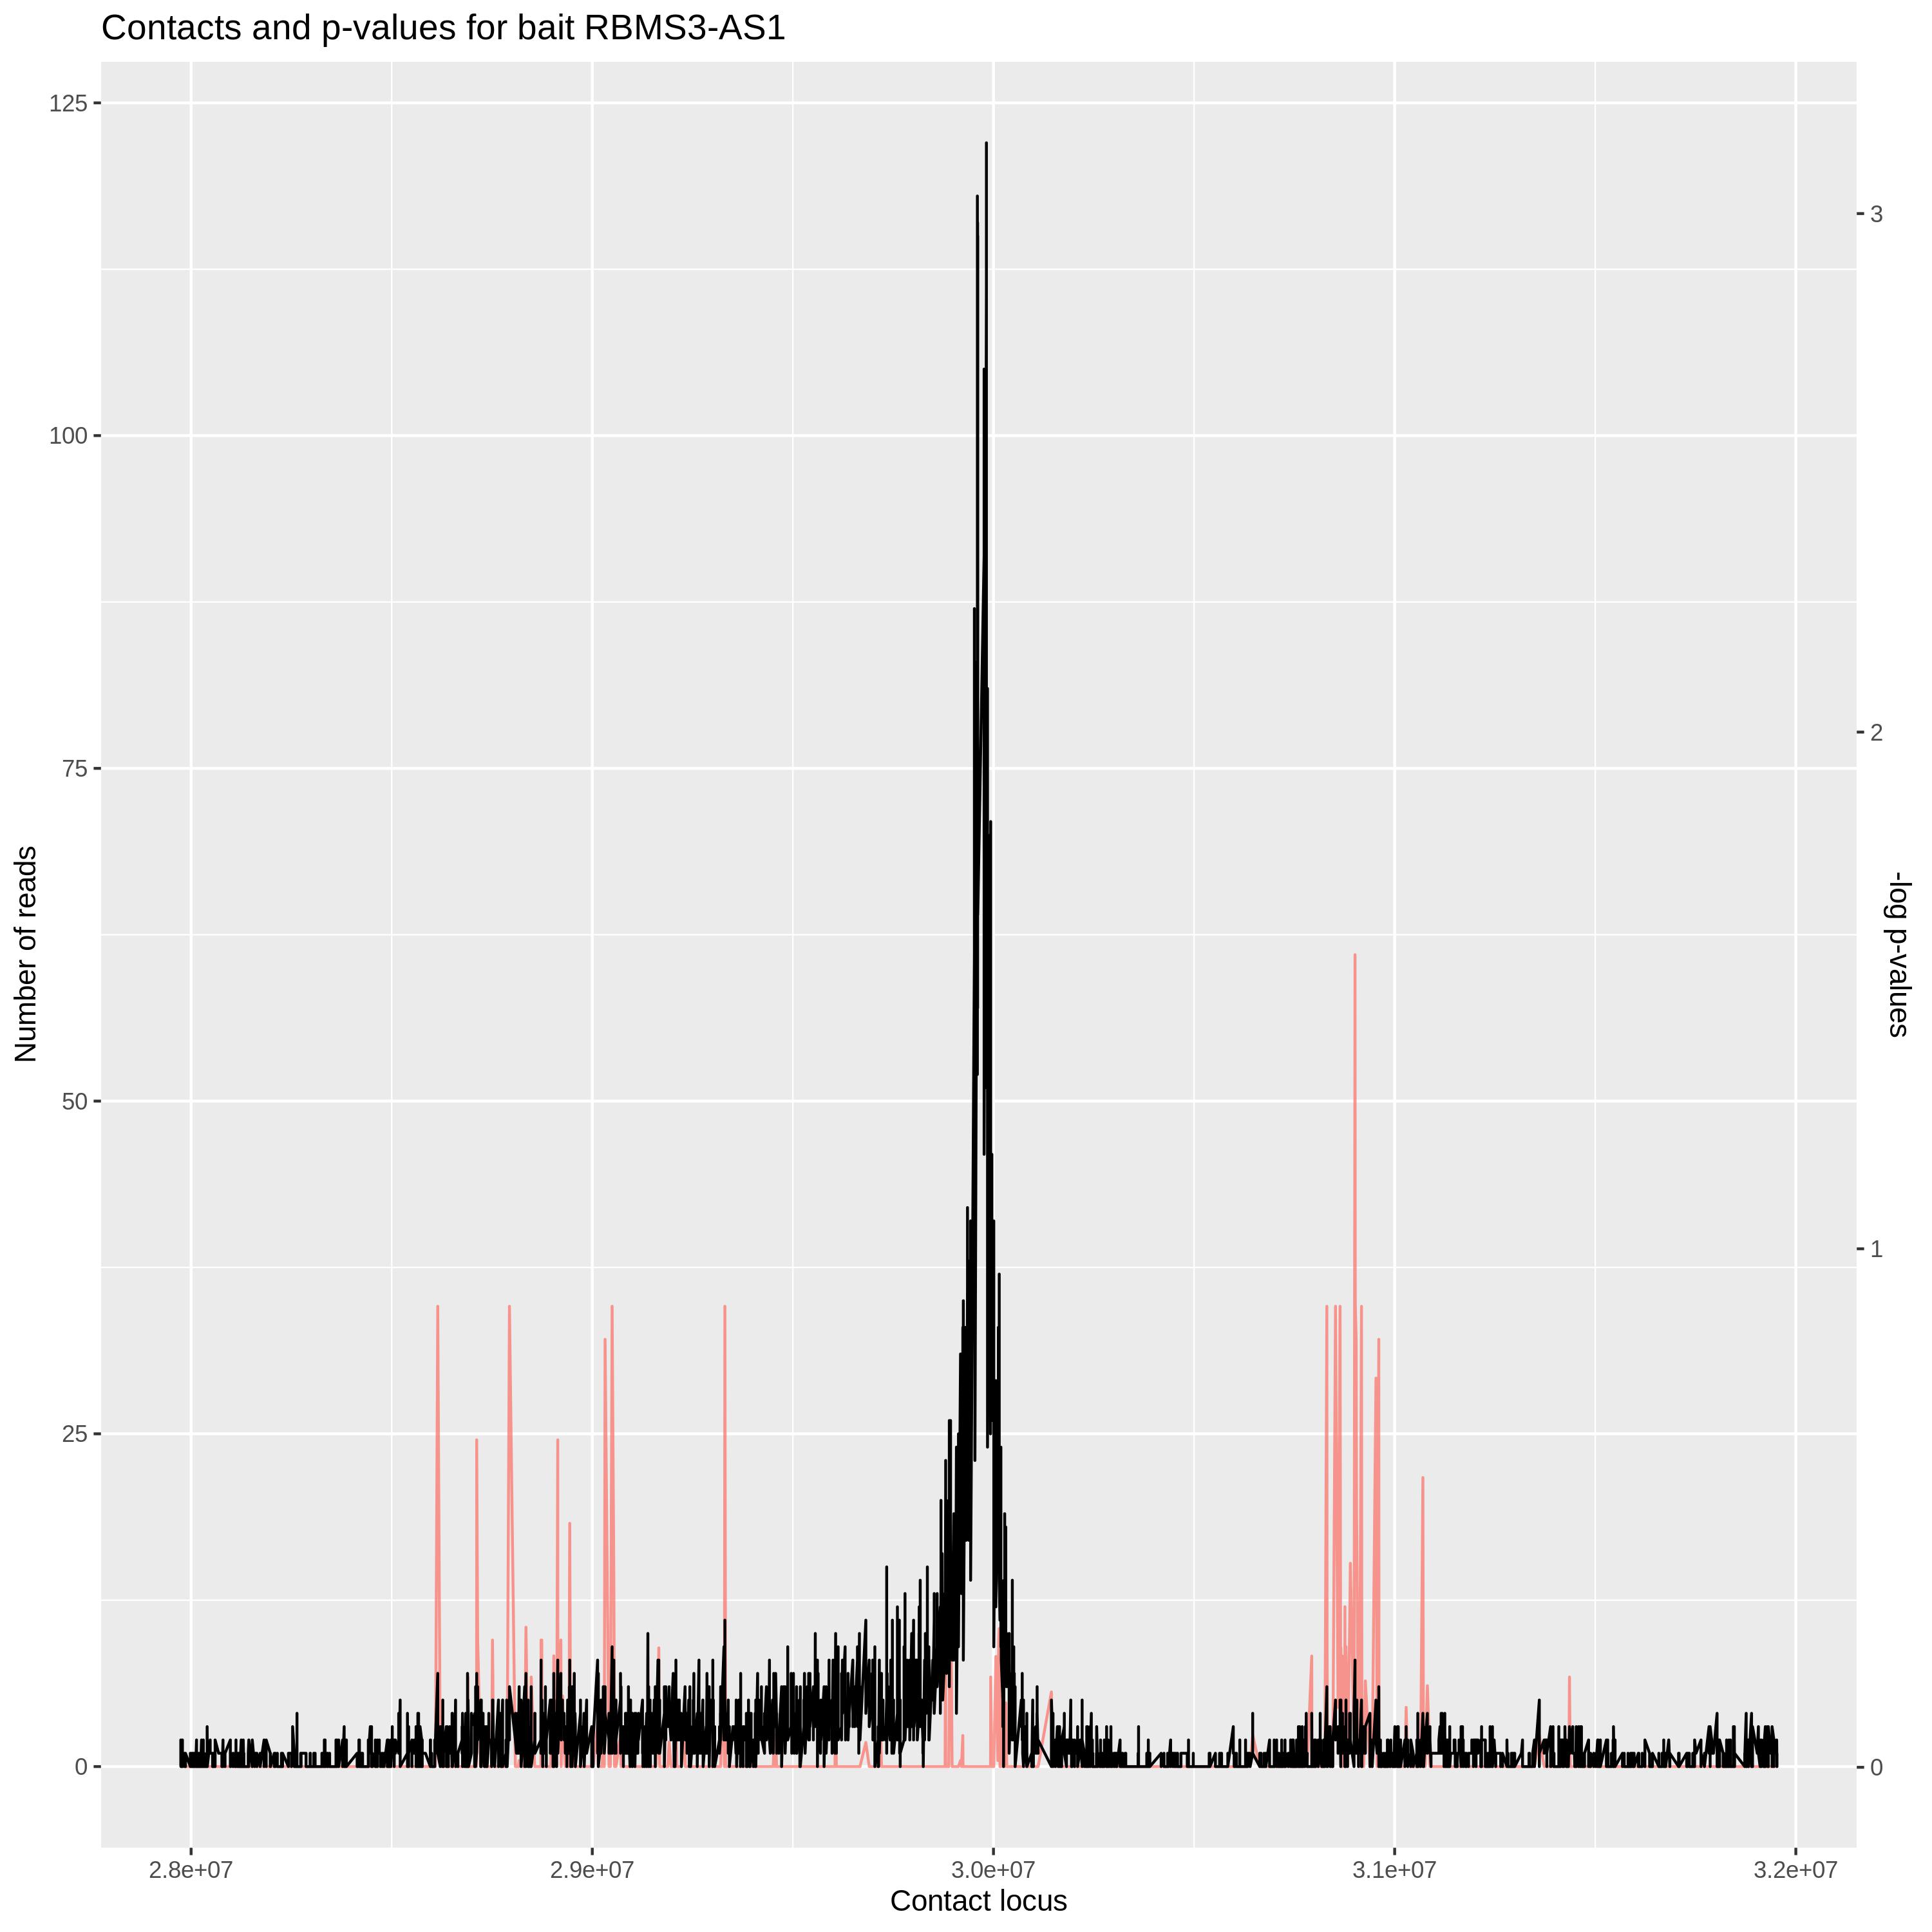 Contacts and p-values for bait RBMS3-AS1
125
100
75
50
25
0
Number of reads
3
2
1
0
-log p-values
2.8e+07 2.9e+07 3.0e+07 3.1e+07 3.2e+07
Contact locus